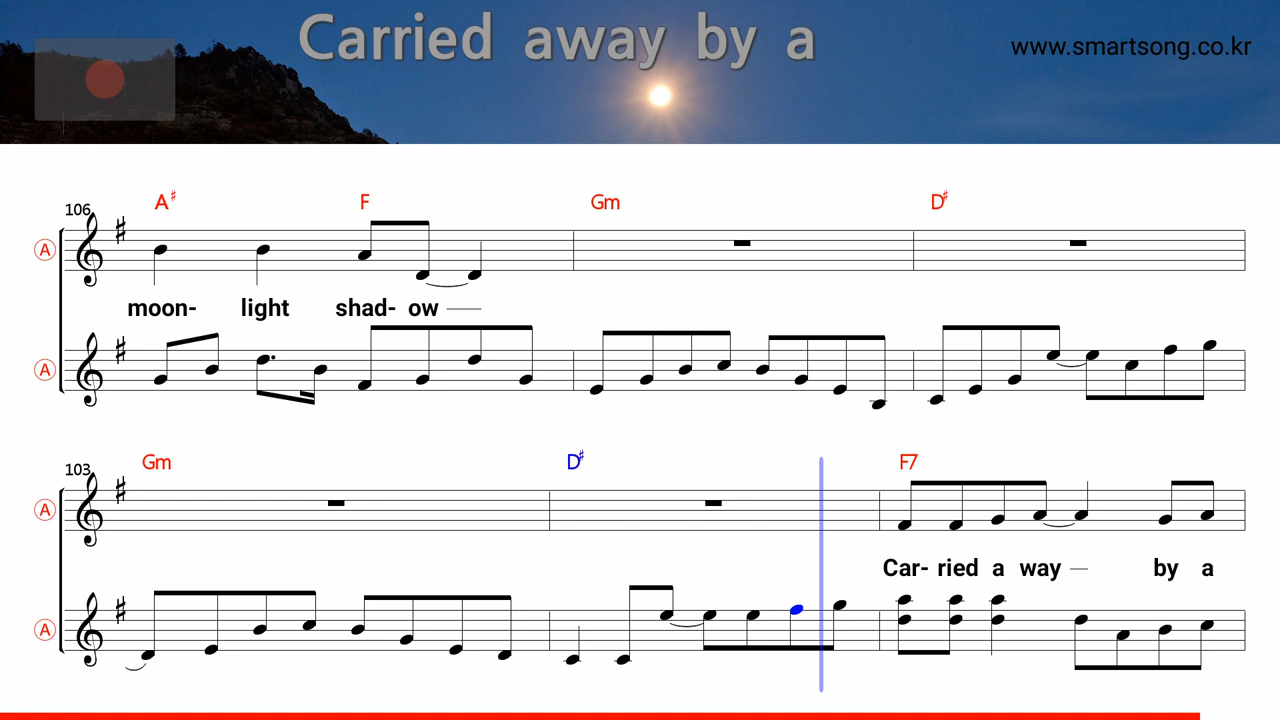 Carried away by a
www.smartsong.co.kr
106
A♯ F Gm D♯
A
moon- light shad- ow
A
103
Gm D♯ F7
A
Car- ried a way by a
A